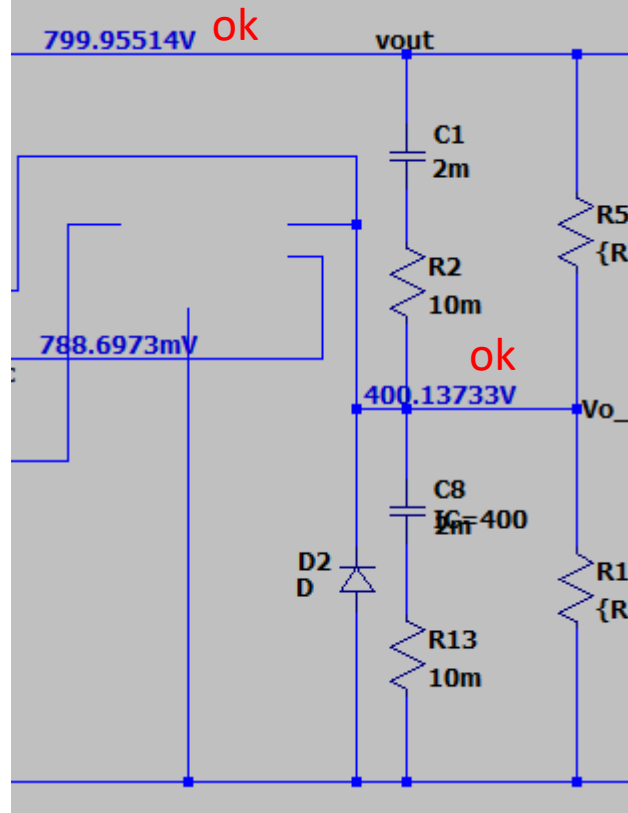 799.95514V
ok
vout
C1
2m
R5
{R
R2
10m
788.6973mV
ok
400.13733V
Vo_
C8
IC=400
2m
D2
D
R1
{R
R13
10m